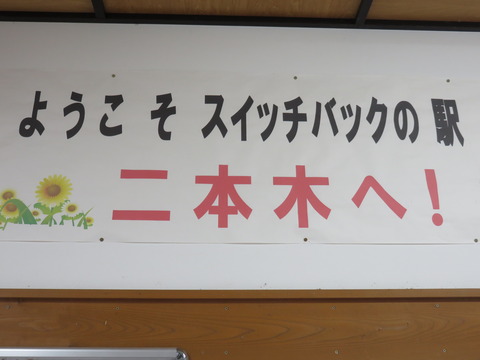 ようこそ スイッチバックの駅
二本木へ!